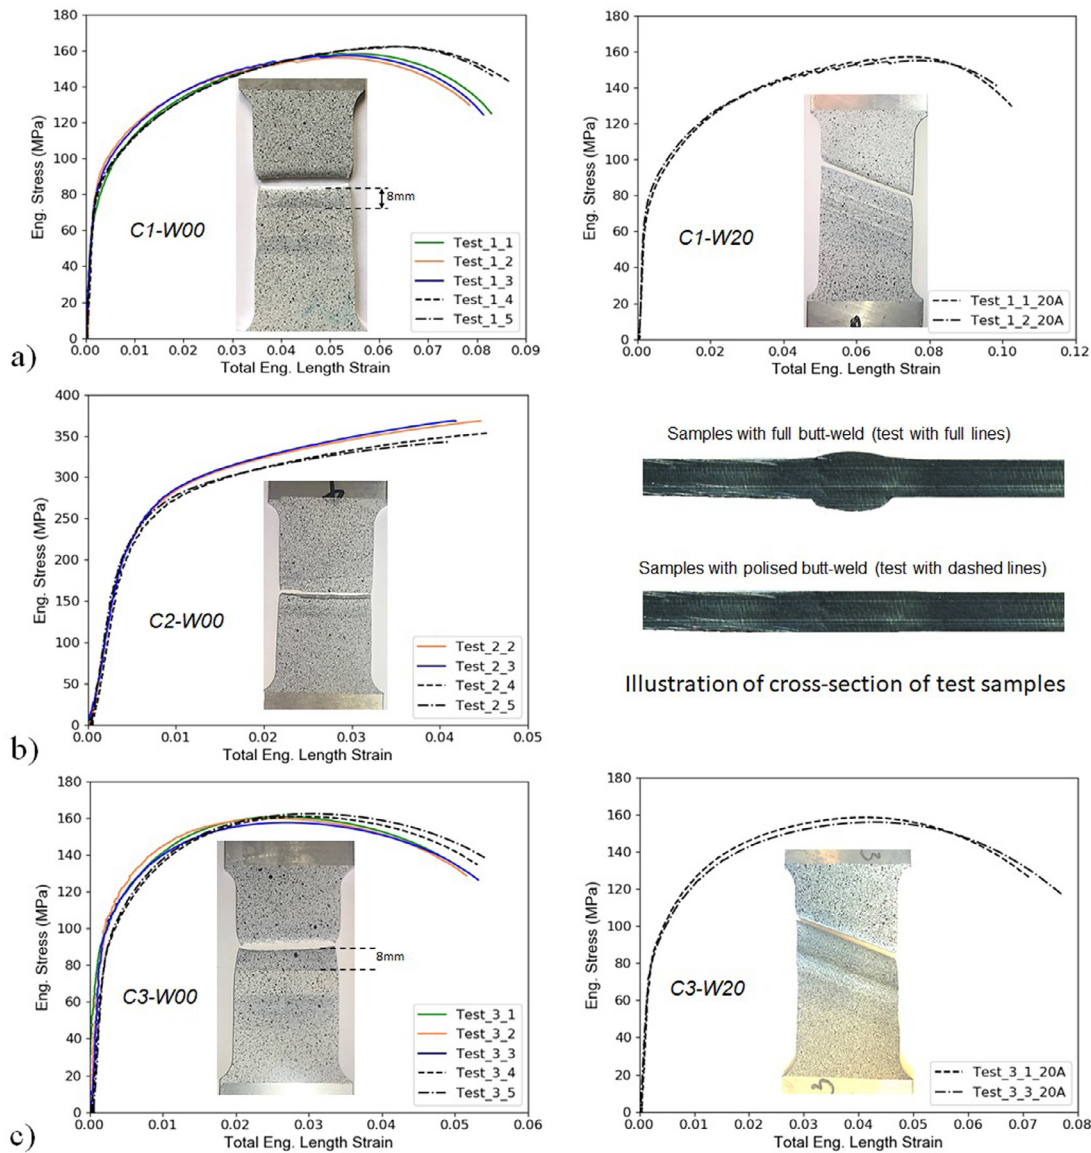 180
160
140
120
100
80
60
40
20
0
Eng. Stress (MPa)
C1-W00
8mm
Test_1_1
Test_1_2
Test_1_3
Test_1_4
Test_1_5
0.00 0.01 0.02 0.03 0.04 0.05 0.06 0.07 0.08 0.09
Total Eng. Length Strain
a)
180
160
140
120
100
80
60
40
20
0
Eng. Stress (MPa)
C1-W20
Test_1_1_20A
Test_1_2_20A
0.00 0.02 0.04 0.06 0.08 0.10 0.12
Total Eng. Length Strain
400
350
300
250
200
150
100
50
0
Eng. Stress (MPa)
C2-W00
Test_2_2
Test_2_3
Test_2_4
Test_2_5
0.00 0.01 0.02 0.03 0.04 0.05
Total Eng. Length Strain
b)
Samples with full butt-weld (test with full lines)
Samples with polised butt-weld (test with dashed lines)
Illustration of cross-section of test samples
180
160
140
120
100
80
60
40
20
0
Eng. Stress (MPa)
C3-W00
8mm
Test_3_1
Test_3_2
Test_3_3
Test_3_4
Test_3_5
0.00 0.01 0.02 0.03 0.04 0.05 0.06
Total Eng. Length Strain
c)
180
160
140
120
100
80
60
40
20
0
Eng. Stress (MPa)
3
C3-W20
3
Test_3_1_20A
Test_3_3_20A
0.00 0.01 0.02 0.03 0.04 0.05 0.06 0.07 0.08
Total Eng. Length Strain